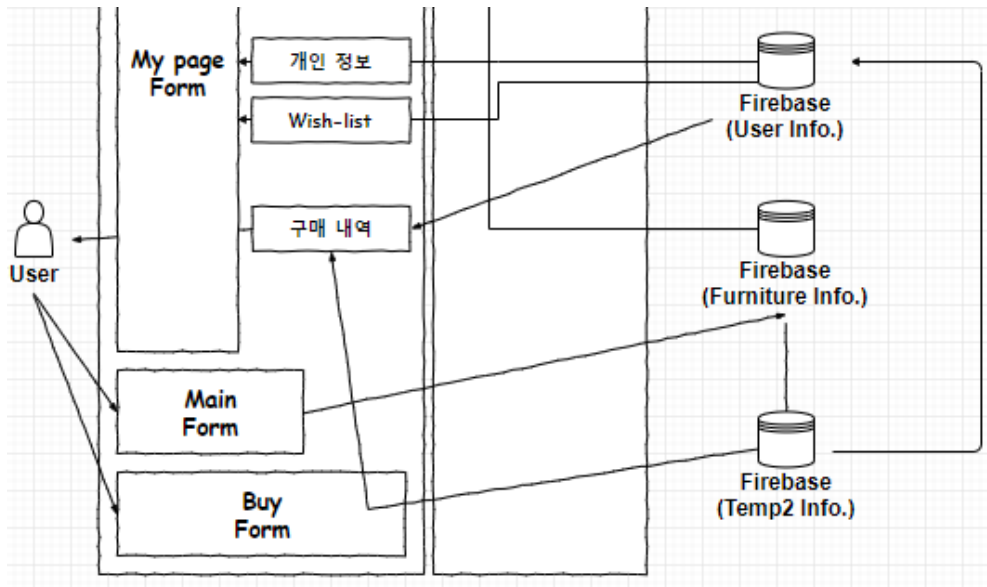 My page
Form
개인 정보
Wish-list
구매 내역
User
Main
Form
Buy
Form
Firebase
(User Info.)
Firebase
(Furniture Info.)
Firebase
(Temp2 Info.)